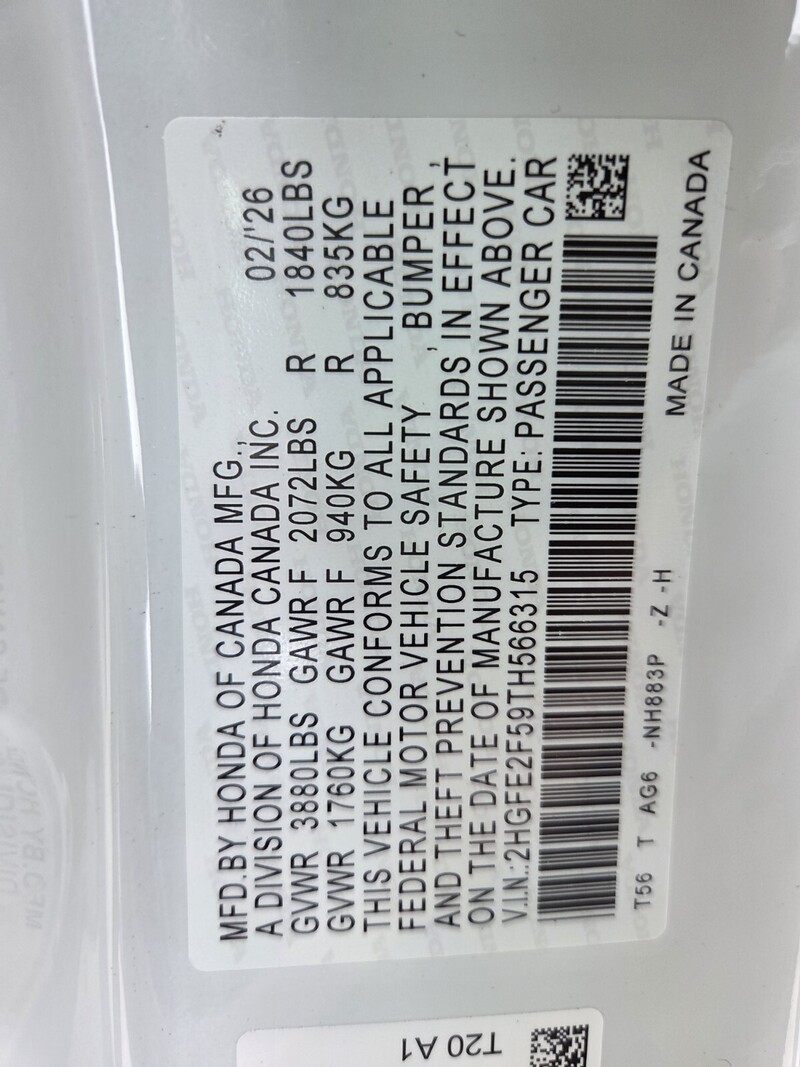 MFD.BY HONDA OF CANADA MFG.,
A DIVISION OF HONDA CANADA INC. 02/'26
GVWR 3880LBS GAWR F 2072LBS R 1840LBS
GVWR 1760KG GAWR F 940KG R 835KG
THIS VEHICLE CONFORMS TO ALL APPLICABLE
FEDERAL MOTOR VEHICLE SAFETY , BUMPER ,
AND THEFT PREVENTION STANDARDS IN EFFECT
ON THE DATE OF MANUFACTURE SHOWN ABOVE.
V.I.N.:2HGFE2F59TH566315 TYPE: PASSENGER CAR
T56 T AG6 -NH883P -Z -H
MADE IN CANADA
T20 A1